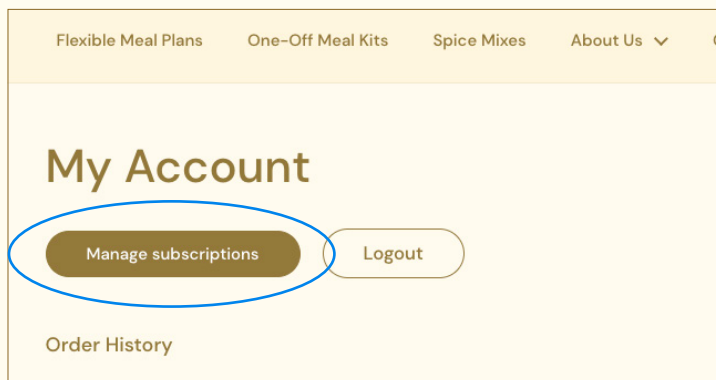 Flexible Meal Plans One-Off Meal Kits Spice Mixes About Us
My Account
Manage subscriptions Logout
Order History